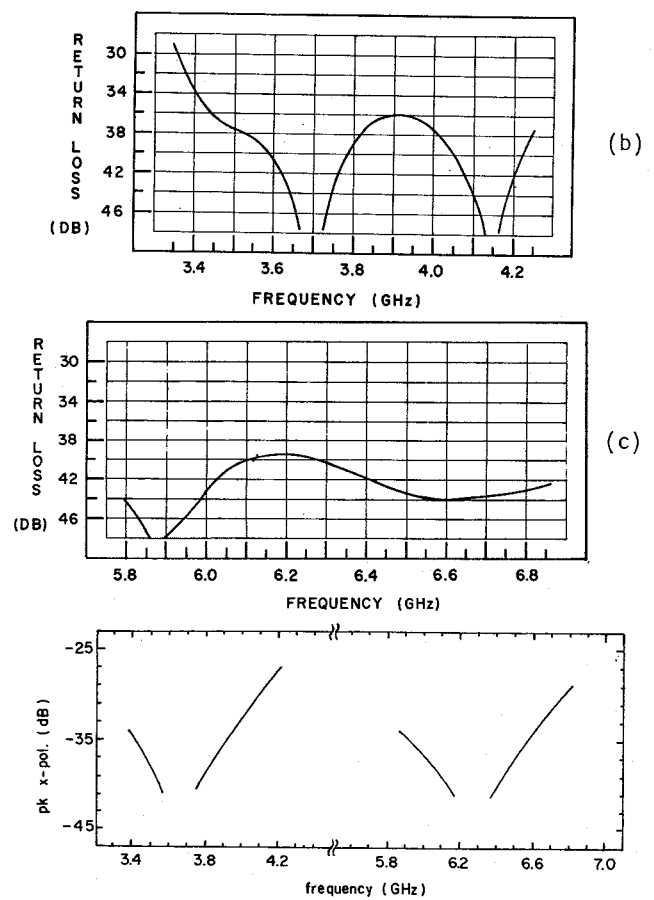 RETURN LOSS
(DB)
30
34
38
42
46
3.4 3.6 3.8 4.0 4.2
FREQUENCY (GHz)
(b)
RETURN LOSS
(DB)
30
34
38
42
46
5.8 6.0 6.2 6.4 6.6 6.8
FREQUENCY (GHz)
(c)
pk x-pol. (dB)
-25
-35
-45
3.4 3.8 4.2 5.8 6.2 6.6 7.0
frequency (GHz)